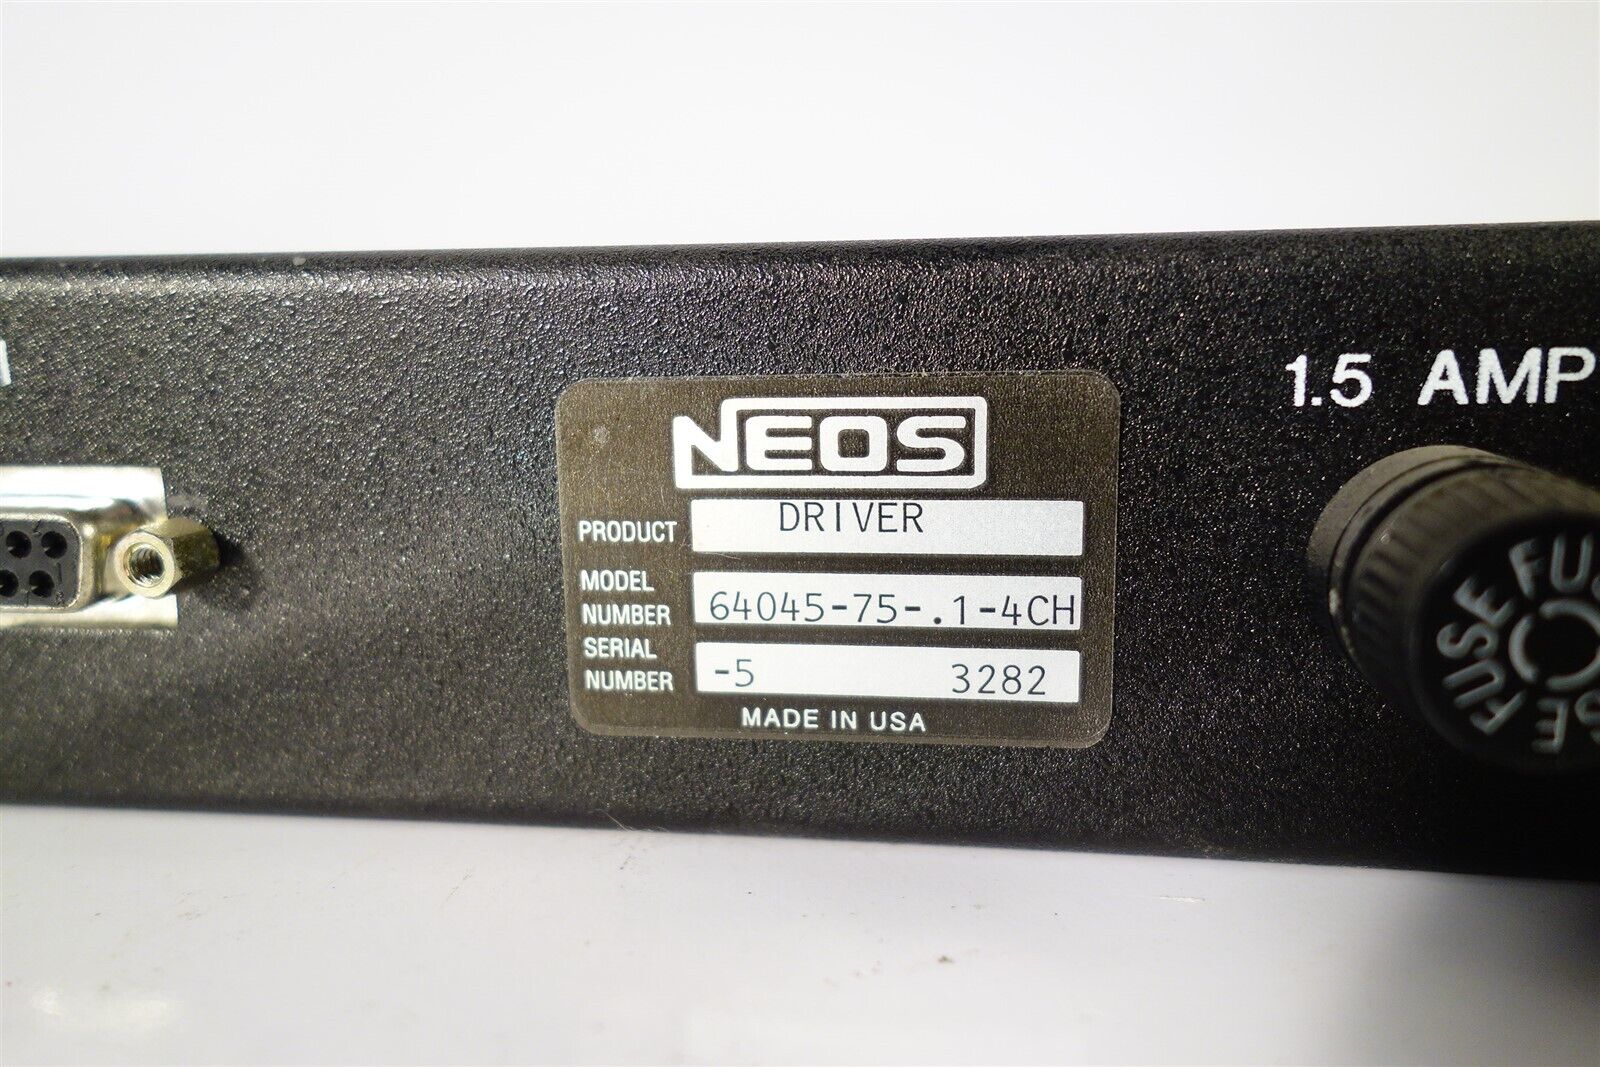 1.5 AMP
NEOS
PRODUCT DRIVER
MODEL
NUMBER 64045-75-.1-4CH
SERIAL
NUMBER -5 3282
MADE IN USA
FUSE FUSE